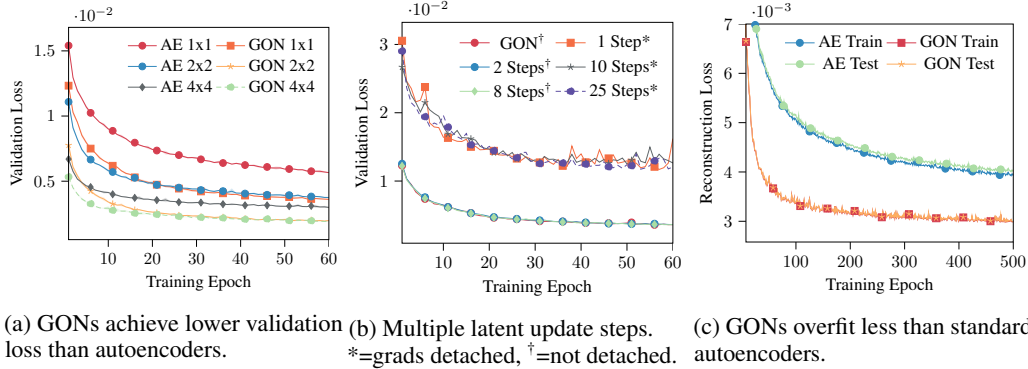 ·10⁻²
Validation Loss
1.5
1
0.5
AE 1x1
GON 1x1
AE 2x2
GON 2x2
AE 4x4
GON 4x4
10 20 30 40 50 60
Training Epoch
(a) GONs achieve lower validation
loss than autoencoders.
·10⁻²
Validation Loss
3
2
1
GON†
1 Step*
2 Steps†
10 Steps*
8 Steps†
25 Steps*
10 20 30 40 50 60
Training Epoch
(b) Multiple latent update steps.
*=grads detached, †=not detached.
·10⁻³
Reconstruction Loss
7
6
5
4
3
AE Train
GON Train
AE Test
GON Test
100 200 300 400 500
Training Epoch
(c) GONs overfit less than standard
autoencoders.